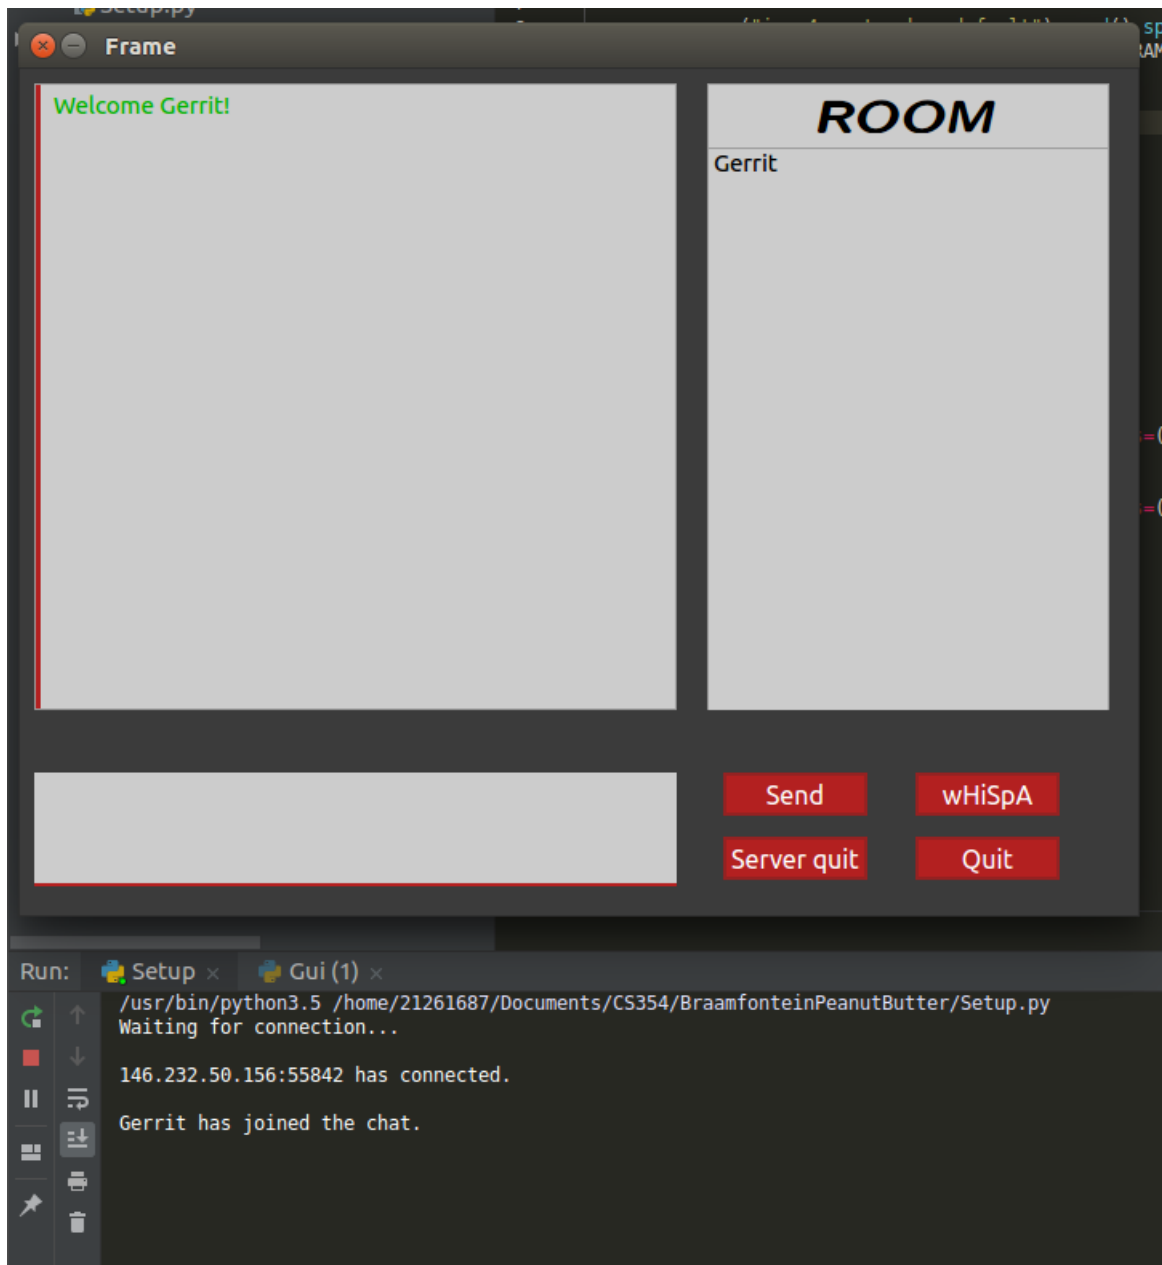 Setup.py
Frame
Welcome Gerrit!
ROOM
Gerrit
Send
wHiSpA
Server quit
Quit
Run:
Setup
Gui (1)
/usr/bin/python3.5 /home/21261687/Documents/CS354/BraamfonteinPeanutButter/Setup.py
Waiting for connection...
146.232.50.156:55842 has connected.
Gerrit has joined the chat.